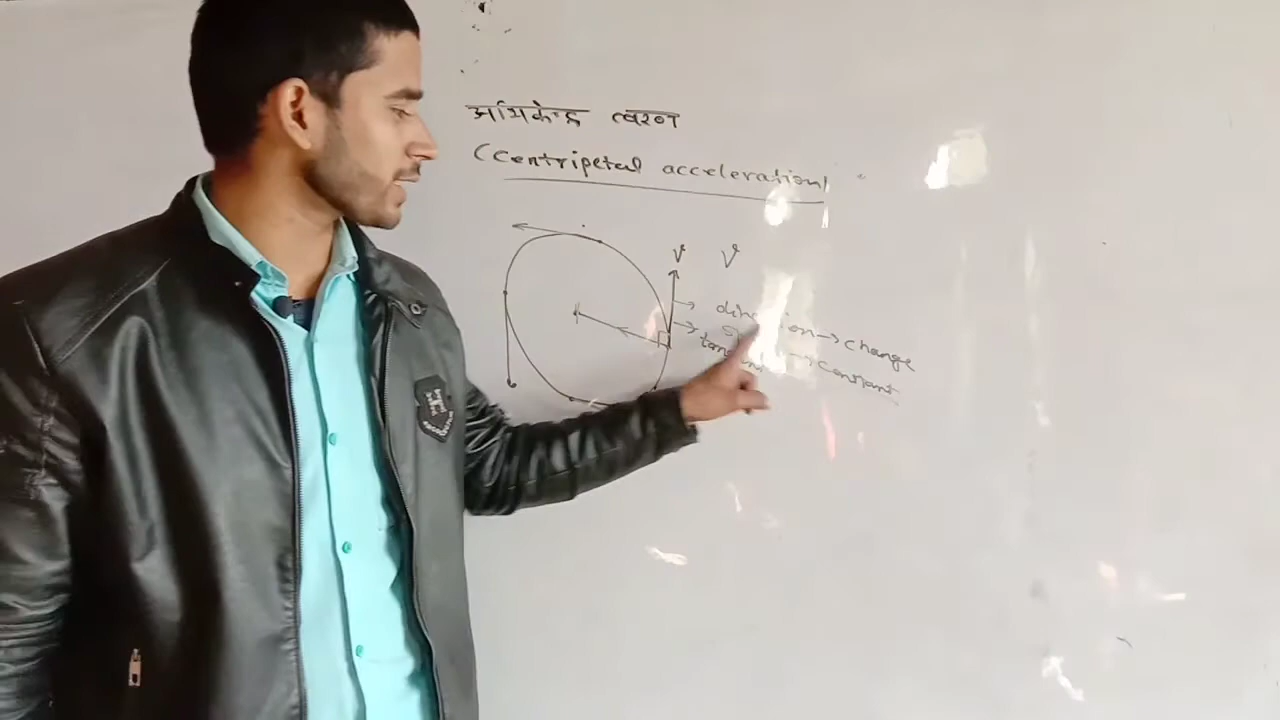 अभिकेन्द्र त्वरण
(Centripetal acceleration)
V V
direction → change
→ constant